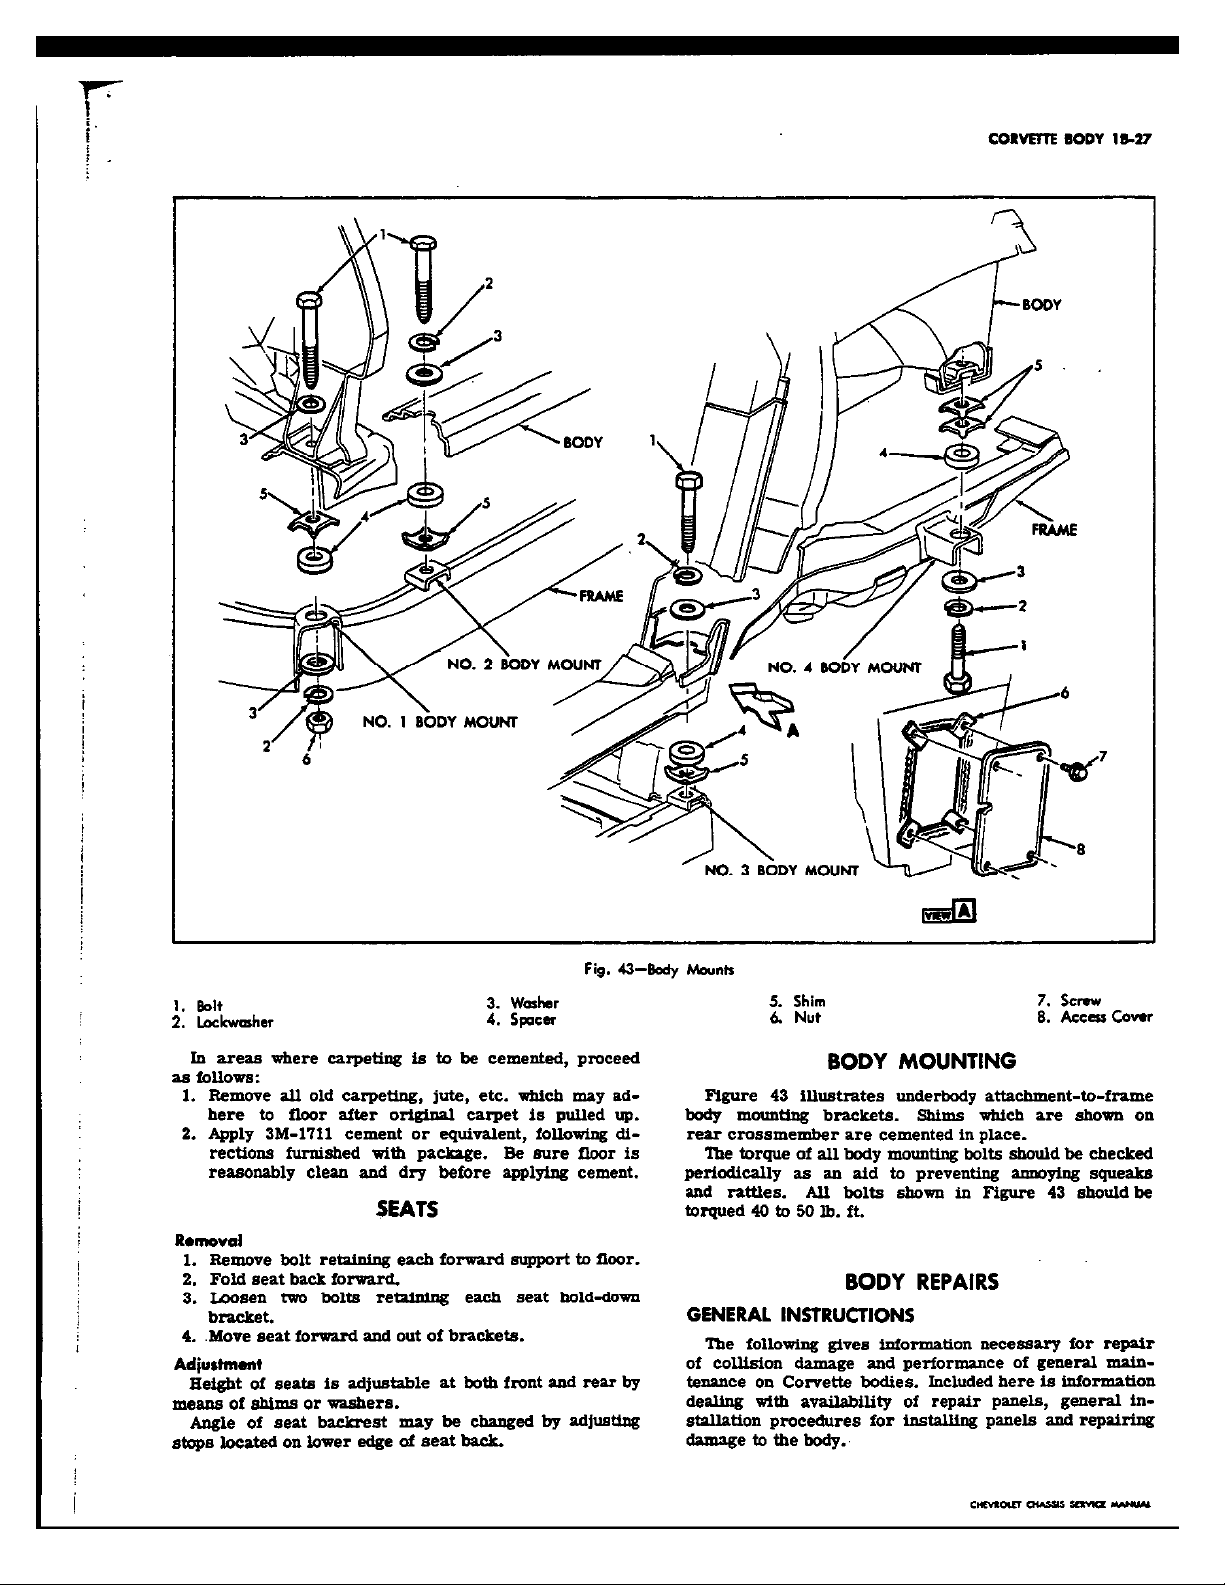 CORVETTE BODY 1B-27
1
2
3
BODY
5
3
1
BODY
4
5
4
5
FRAME
2
FRAME
3
3
2
NO. 2 BODY MOUNT
NO. 4 BODY MOUNT
1
3
NO. 1 BODY MOUNT
A
6
2
4
6
5
7
8
NO. 3 BODY MOUNT
VIEW A
Fig. 43—Body Mounts
1. Bolt
2. Lockwasher
3. Washer
4. Spacer
5. Shim
6. Nut
7. Screw
8. Access Cover
In areas where carpeting is to be cemented, proceed
as follows:
1. Remove all old carpeting, jute, etc. which may ad-
here to floor after original carpet is pulled up.
2. Apply 3M-1711 cement or equivalent, following di-
rections furnished with package. Be sure floor is
reasonably clean and dry before applying cement.
SEATS
Removal
1. Remove bolt retaining each forward support to floor.
2. Fold seat back forward.
3. Loosen two bolts retaining each seat hold-down
bracket.
4. Move seat forward and out of brackets.
Adjustment
Height of seats is adjustable at both front and rear by
means of shims or washers.
Angle of seat backrest may be changed by adjusting
stops located on lower edge of seat back.
BODY MOUNTING
Figure 43 illustrates underbody attachment-to-frame
body mounting brackets. Shims which are shown on
rear crossmember are cemented in place.
The torque of all body mounting bolts should be checked
periodically as an aid to preventing annoying squeaks
and rattles. All bolts shown in Figure 43 should be
torqued 40 to 50 lb. ft.
BODY REPAIRS
GENERAL INSTRUCTIONS
The following gives information necessary for repair
of collision damage and performance of general main-
tenance on Corvette bodies. Included here is information
dealing with availability of repair panels, general in-
stallation procedures for installing panels and repairing
damage to the body.
CHEVROLET CHASSIS SERVICE MANUAL